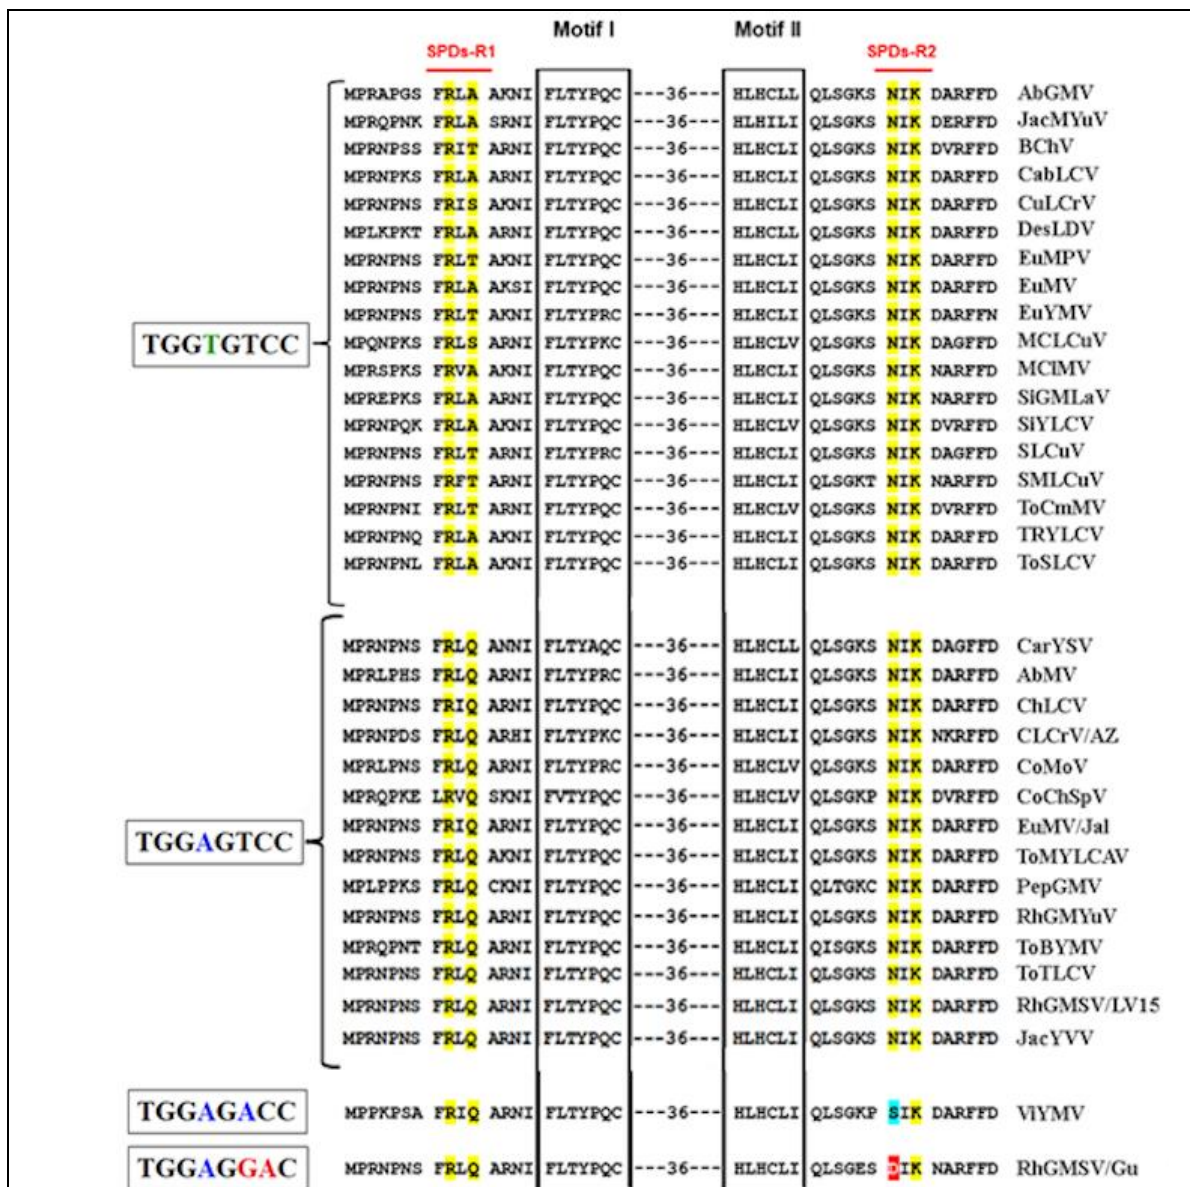 Motif I Motif II
SPDs-R1 SPDs-R2
MPRAPGS FRLA AKNI FLTYPQC ---36--- HLHCLL QLSGKS NIK DARFFD AbGMV
MPRQPNK FRLA SRNI FLTYPQC ---36--- HLHILI QLSGKS NIK DERFFD JacMYuV
MPRNPSS FRIT ARNI FLTYPQC ---36--- HLHCLI QLSGKS NIK DVRFFD BChV
MPRNPKS FRLA ARNI FLTYPQC ---36--- HLHCLI QLSGKS NIK DARFFD CabLCV
MPRNPNS FRIS AKNI FLTYPQC ---36--- HLHCLI QLSGKS NIK DARFFD CuLCrV
MPLKPKT FRLA ARNI FLTYPQC ---36--- HLHCLL QLSGKS NIK DARFFD DesLDV
MPRNPNS FRLT AKNI FLTYPQC ---36--- HLHCLI QLSGKS NIK DARFFD EuMPV
MPRNPNS FRLA AKSI FLTYPQC ---36--- HLHCLI QLSGKS NIK DARFFD EuMV
MPRNPNS FRLT AKNI FLTYPRC ---36--- HLHCLI QLSGKS NIK DARFFN EuYMV
TGGTGTCC MPQNPKS FRLS ARNI FLTYPKC ---36--- HLHCLV QLSGKS NIK DAGFFD MCLCuV
MPRSPKS FRVA AKNI FLTYPQC ---36--- HLHCLI QLSGKS NIK NARFFD MClMV
MPREPKS FRLA ARNI FLTYPQC ---36--- HLHCLI QLSGKS NIK NARFFD SiGMLaV
MPRNPQK FRLA AKNI FLTYPQC ---36--- HLHCLV QLSGKS NIK DVRFFD SiYLCV
MPRNPNS FRLT AKNI FLTYPRC ---36--- HLHCLI QLSGKS NIK DAGFFD SLCuV
MPRNPNS FRFT ARNI FLTYPQC ---36--- HLHCLI QLSGKT NIK NARFFD SMLCuV
MPRNPNI FRLT ARNI FLTYPQC ---36--- HLHCLV QLSGKS NIK DVRFFD ToCmMV
MPRNPNQ FRLA AKNI FLTYPQC ---36--- HLHCLI QLSGKS NIK DARFFD TRYLCV
MPRNPNL FRLA AKNI FLTYPQC ---36--- HLHCLI QLSGKS NIK DARFFD ToSLCV
MPRNPNS FRLQ ANNI FLTYAQC ---36--- HLHCLL QLSGKS NIK DAGFFD CarYSV
MPRLPHS FRLQ ARNI FLTYPRC ---36--- HLHCLI QLSGKS NIK DARFFD AbMV
MPRNPNS FRIQ ARNI FLTYPQC ---36--- HLHCLI QLSGKS NIK DARFFD ChLCV
MPRNPDS FRLQ ARHI FLTYPKC ---36--- HLHCLI QLSGKS NIK NKRFFD CLCrV/AZ
MPRLPNS FRLQ ARNI FLTYPRC ---36--- HLHCLV QLSGKS NIK DARFFD CoMoV
MPRQPKE LRVQ SKNI FVTYPQC ---36--- HLHCLV QLSGKP NIK DVRFFD CoChSpV
MPRNPNS FRIQ ARNI FLTYPQC ---36--- HLHCLI QLSGKS NIK DARFFD EuMV/Jal
TGGAGTCC MPRNPNS FRLQ AKNI FLTYPQC ---36--- HLHCLI QLSGKS NIK DARFFD ToMYLCAV
MPLPPKS FRLQ CKNI FLTYPQC ---36--- HLHCLI QLTGKC NIK DARFFD PepGMV
MPRNPNS FRLQ ARNI FLTYPQC ---36--- HLHCLI QLSGKS NIK DARFFD RhGMYuV
MPRQPNT FRLQ ARNI FLTYPQC ---36--- HLHCLI QISGKS NIK DARFFD ToBYMV
MPRNPNS FRLQ ARNI FLTYPQC ---36--- HLHCLI QLSGKS NIK DARFFD ToTLCV
MPRNPNS FRLQ ARNI FLTYPQC ---36--- HLHCLI QLSGKS NIK DARFFD RhGMSV/LV15
MPRNPNS FRLQ ARNI FLTYPQC ---36--- HLHCLI QLSGKS NIK DARFFD JacYVV
TGGAGACC MPPKPSA FRIQ ARNI FLTYPQC ---36--- HLHCLI QLSGKP SIK DARFFD ViYMV
TGGAGGAC MPRNPNS FRLQ ARNI FLTYPQC ---36--- HLHCLI QLSGES DIK NARFFD RhGMSV/Gu